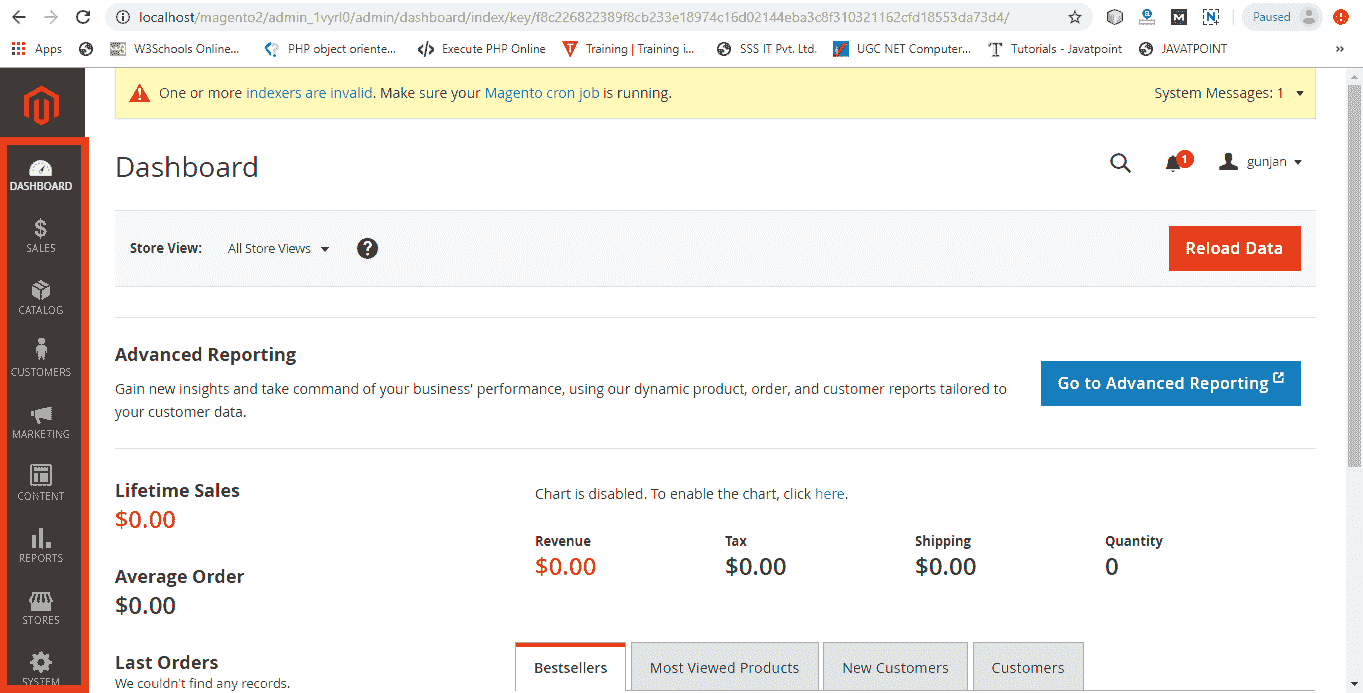 localhost/magento2/admin_1vyrl0/admin/dashboard/index/key/f8c226822389f8cb233e18974c16d02144eba3c8f310321162cfd18553da73d4/
Paused
Apps
W3Schools Online...
PHP object oriente...
Execute PHP Online
Training | Training i...
SSS IT Pvt. Ltd.
UGC NET Computer...
Tutorials - Javatpoint
JAVATPOINT
»
One or more indexers are invalid. Make sure your Magento cron job is running.
System Messages: 1
DASHBOARD
SALES
CATALOG
CUSTOMERS
MARKETING
CONTENT
REPORTS
STORES
SYSTEM
Dashboard
1
gunjan
Store View:
All Store Views
?
Reload Data
Advanced Reporting
Gain new insights and take command of your business' performance, using our dynamic product, order, and customer reports tailored to
your customer data.
Go to Advanced Reporting
Lifetime Sales
$0.00
Average Order
$0.00
Last Orders
We couldn't find any records.
Chart is disabled. To enable the chart, click here.
Revenue
$0.00
Tax
$0.00
Shipping
$0.00
Quantity
0
Bestsellers
Most Viewed Products
New Customers
Customers